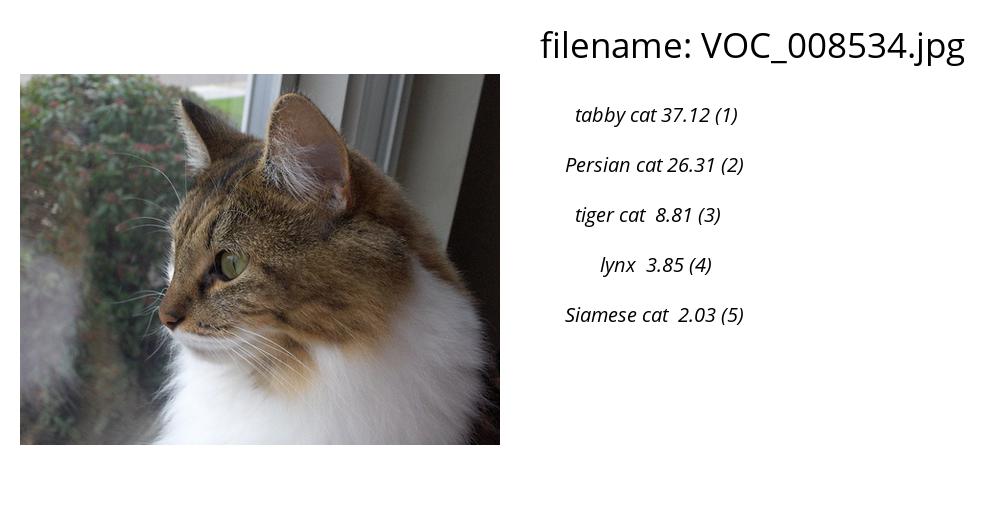 filename: VOC_008534.jpg
tabby cat 37.12 (1)
Persian cat 26.31 (2)
tiger cat 8.81 (3)
lynx 3.85 (4)
Siamese cat 2.03 (5)